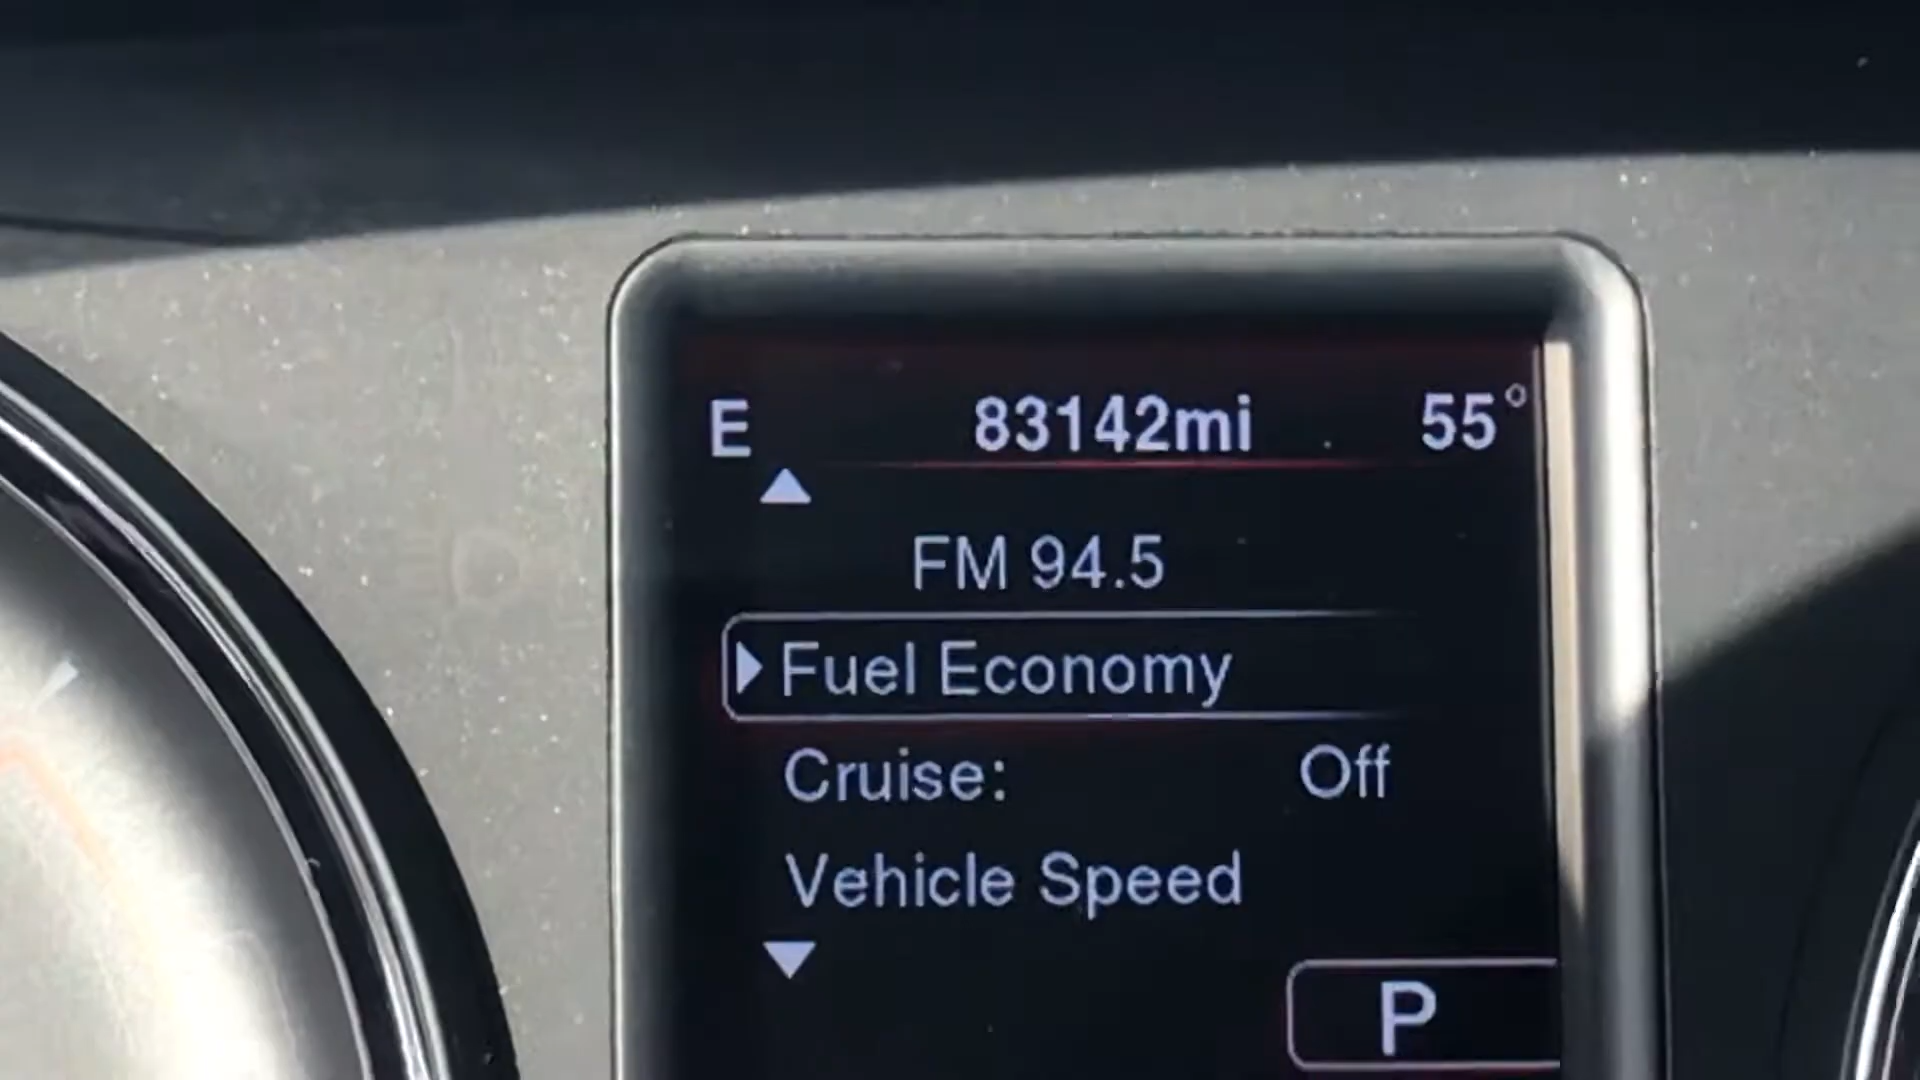 E 83142mi 55°
FM 94.5
Fuel Economy
Cruise: Off
Vehicle Speed
P